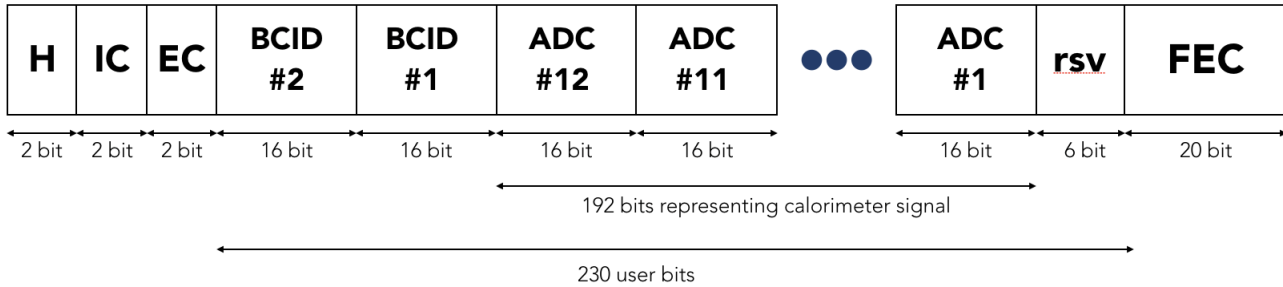 H IC EC BCID #2 BCID #1 ADC #12 ADC #11 ADC #1 rsv FEC
2 bit 2 bit 2 bit 16 bit 16 bit 16 bit 16 bit 16 bit 6 bit 20 bit
192 bits representing calorimeter signal
230 user bits